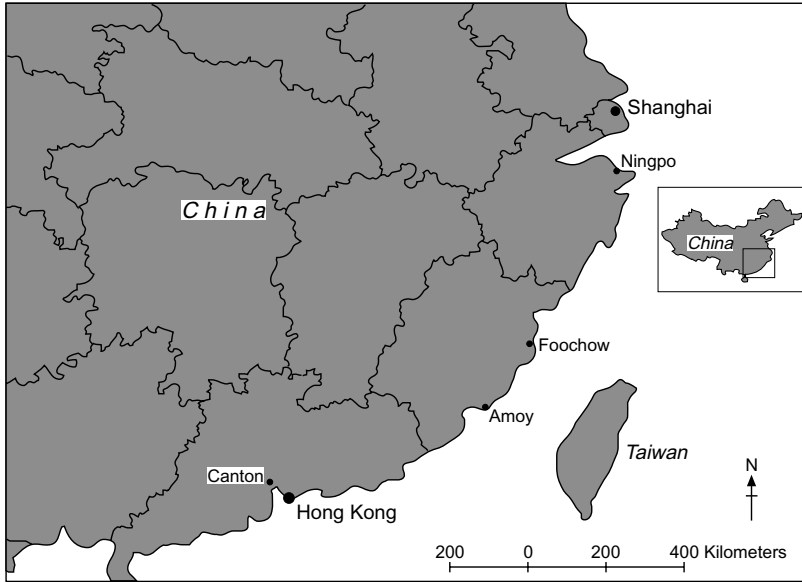 Shanghai
Ningpo
China
China
Foochow
Amoy
Taiwan
Canton
N
Hong Kong
200 0 200 400 Kilometers